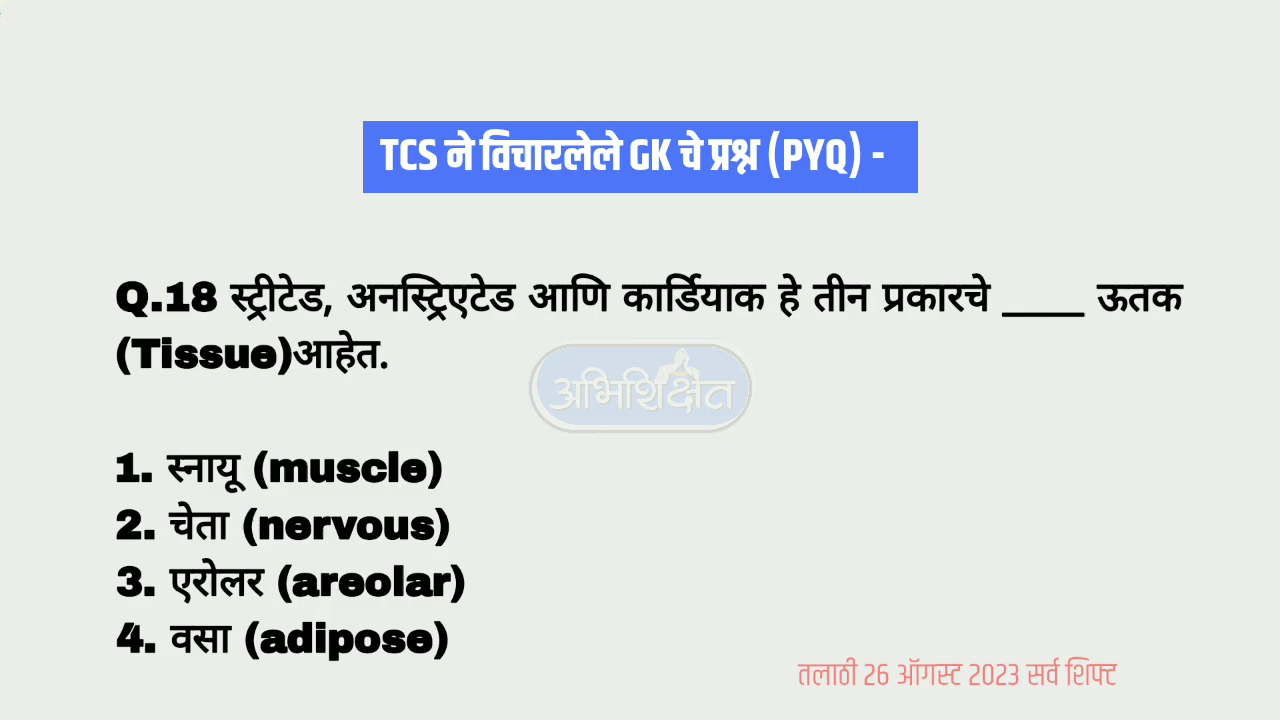 TCS ने विचारलेले GK चे प्रश्न (PYQ) -
Q.18 स्ट्रीटेड, अनस्ट्रिएटेड आणि कार्डियाक हे तीन प्रकारचे ____ ऊतक
(Tissue)आहेत.
अभिशिक्षेत
1. स्नायू (muscle)
2. चेता (nervous)
3. एरोलर (areolar)
4. वसा (adipose)
तलाठी 26 ऑगस्ट 2023 सर्व शिफ्ट